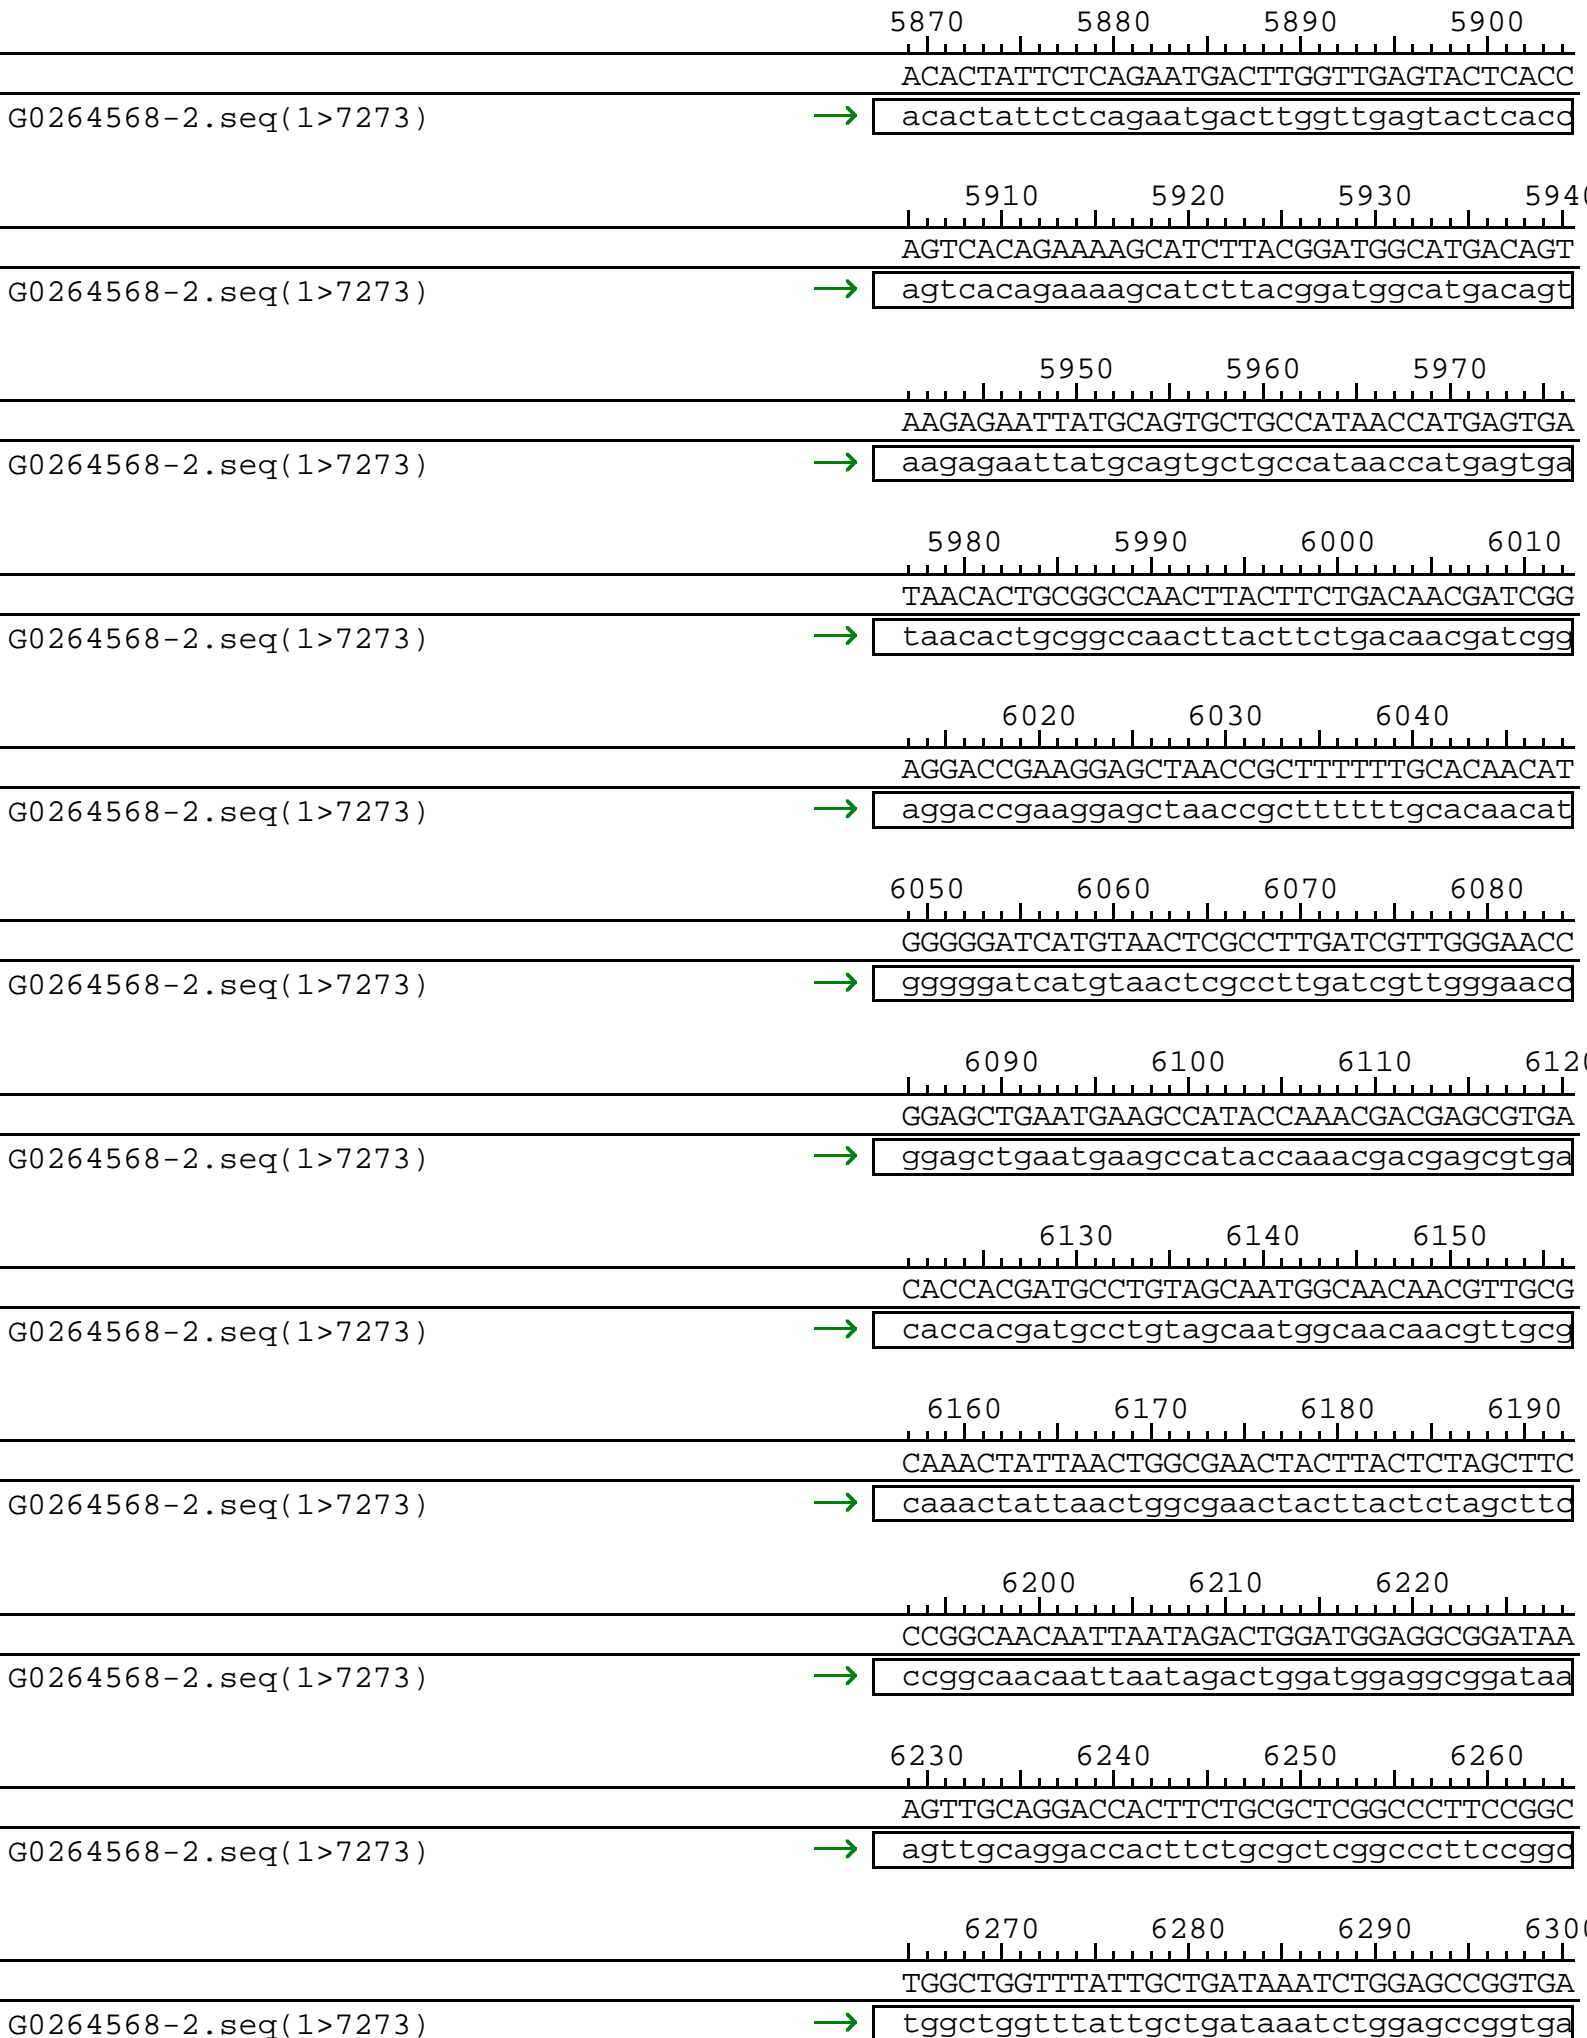 5870 5880 5890 5900
ACACTATTCTCAGAATGACTTGGTTGAGTACTCACC
G0264568-2.seq(1>7273) → acactattctcagaatgacttggttgagtactcacc
5910 5920 5930 5940
AGTCACAGAAAAGCATCTTACGGATGGCATGACAGT
G0264568-2.seq(1>7273) → agtcacagaaaagcatcttacggatggcatgacagt
5950 5960 5970
AAGAGAATTATGCAGTGCTGCCATAACCATGAGTGA
G0264568-2.seq(1>7273) → aagagaattatgcagtgctgccataaccatgagtga
5980 5990 6000 6010
TAACACTGCGGCCAACTTACTTCTGACAACGATCGG
G0264568-2.seq(1>7273) → taacactgcggccaacttacttctgacaacgatcgg
6020 6030 6040
AGGACCGAAGGAGCTAACCGCTTTTTTGCACAACAT
G0264568-2.seq(1>7273) → aggaccgaaggagctaaccgcttttttgcacaacat
6050 6060 6070 6080
GGGGGATCATGTAACTCGCCTTGATCGTTGGGAACC
G0264568-2.seq(1>7273) → gggggatcatgtaactcgccttgatcgttgggaacc
6090 6100 6110 6120
GGAGCTGAATGAAGCCATACCAAACGACGAGCGTGA
G0264568-2.seq(1>7273) → ggagctgaatgaagccataccaaacgacgagcgtga
6130 6140 6150
CACCACGATGCCTGTAGCAATGGCAACAACGTTGCG
G0264568-2.seq(1>7273) → caccacgatgcctgtagcaatggcaacaacgttgcg
6160 6170 6180 6190
CAAACTATTAACTGGCGAACTACTTACTCTAGCTTC
G0264568-2.seq(1>7273) → caaactattaactggcgaactacttactctagcttc
6200 6210 6220
CCGGCAACAATTAATAGACTGGATGGAGGCGGATAA
G0264568-2.seq(1>7273) → ccggcaacaattaatagactggatggaggcggataa
6230 6240 6250 6260
AGTTGCAGGACCACTTCTGCGCTCGGCCCTTCCGGC
G0264568-2.seq(1>7273) → agttgcaggaccacttctgcgctcggcccttccggc
6270 6280 6290 6300
TGGCTGGTTTATTGCTGATAAATCTGGAGCCGGTGA
G0264568-2.seq(1>7273) → tggctggtttattgctgataaatctggagccggtga